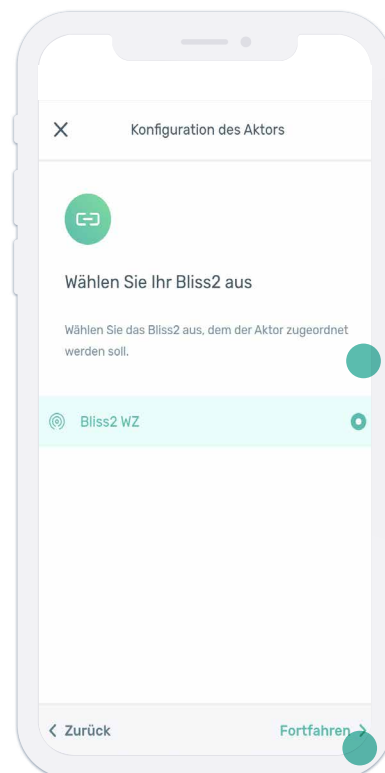 Konfiguration des Aktors
Wählen Sie Ihr Bliss2 aus
Wählen Sie das Bliss2 aus, dem der Aktor zugeordnet
werden soll.
Bliss2 WZ
Zurück
Fortfahren